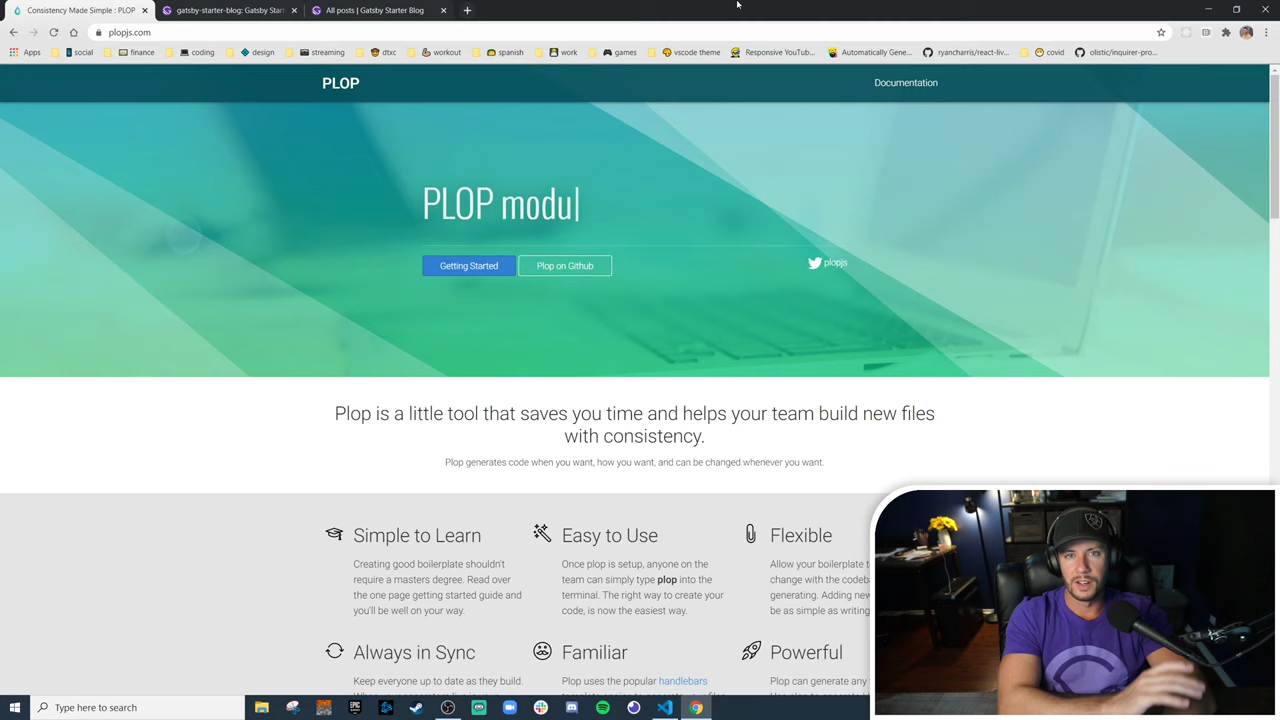 Consistency Made Simple : PLOP
gatsby-starter-blog: Gatsby Start
All posts | Gatsby Starter Blog
plopjs.com
Apps
social
finance
coding
design
streaming
dtxc
workout
spanish
work
games
vscode theme
Responsive YouTub...
Automatically Gene...
ryancharris/react-liv...
covid
olistic/inquirer-pro...
PLOP
Documentation
PLOP modu|
Getting Started
Plop on Github
plopjs
Plop is a little tool that saves you time and helps your team build new files
with consistency.
Plop generates code when you want, how you want, and can be changed whenever you want.
Simple to Learn
Creating good boilerplate shouldn't
require a masters degree. Read over
the one page getting started guide and
you'll be well on your way.
Easy to Use
Once plop is setup, anyone on the
team can simply type plop into the
terminal. The right way to create your
code, is now the easiest way.
Flexible
Allow your boilerplate t
change with the codeb
generating. Adding new
be as simple as writing
Always in Sync
Keep everyone up to date as they build.
Familiar
Plop uses the popular handlebars
Powerful
Plop can generate any
Type here to search